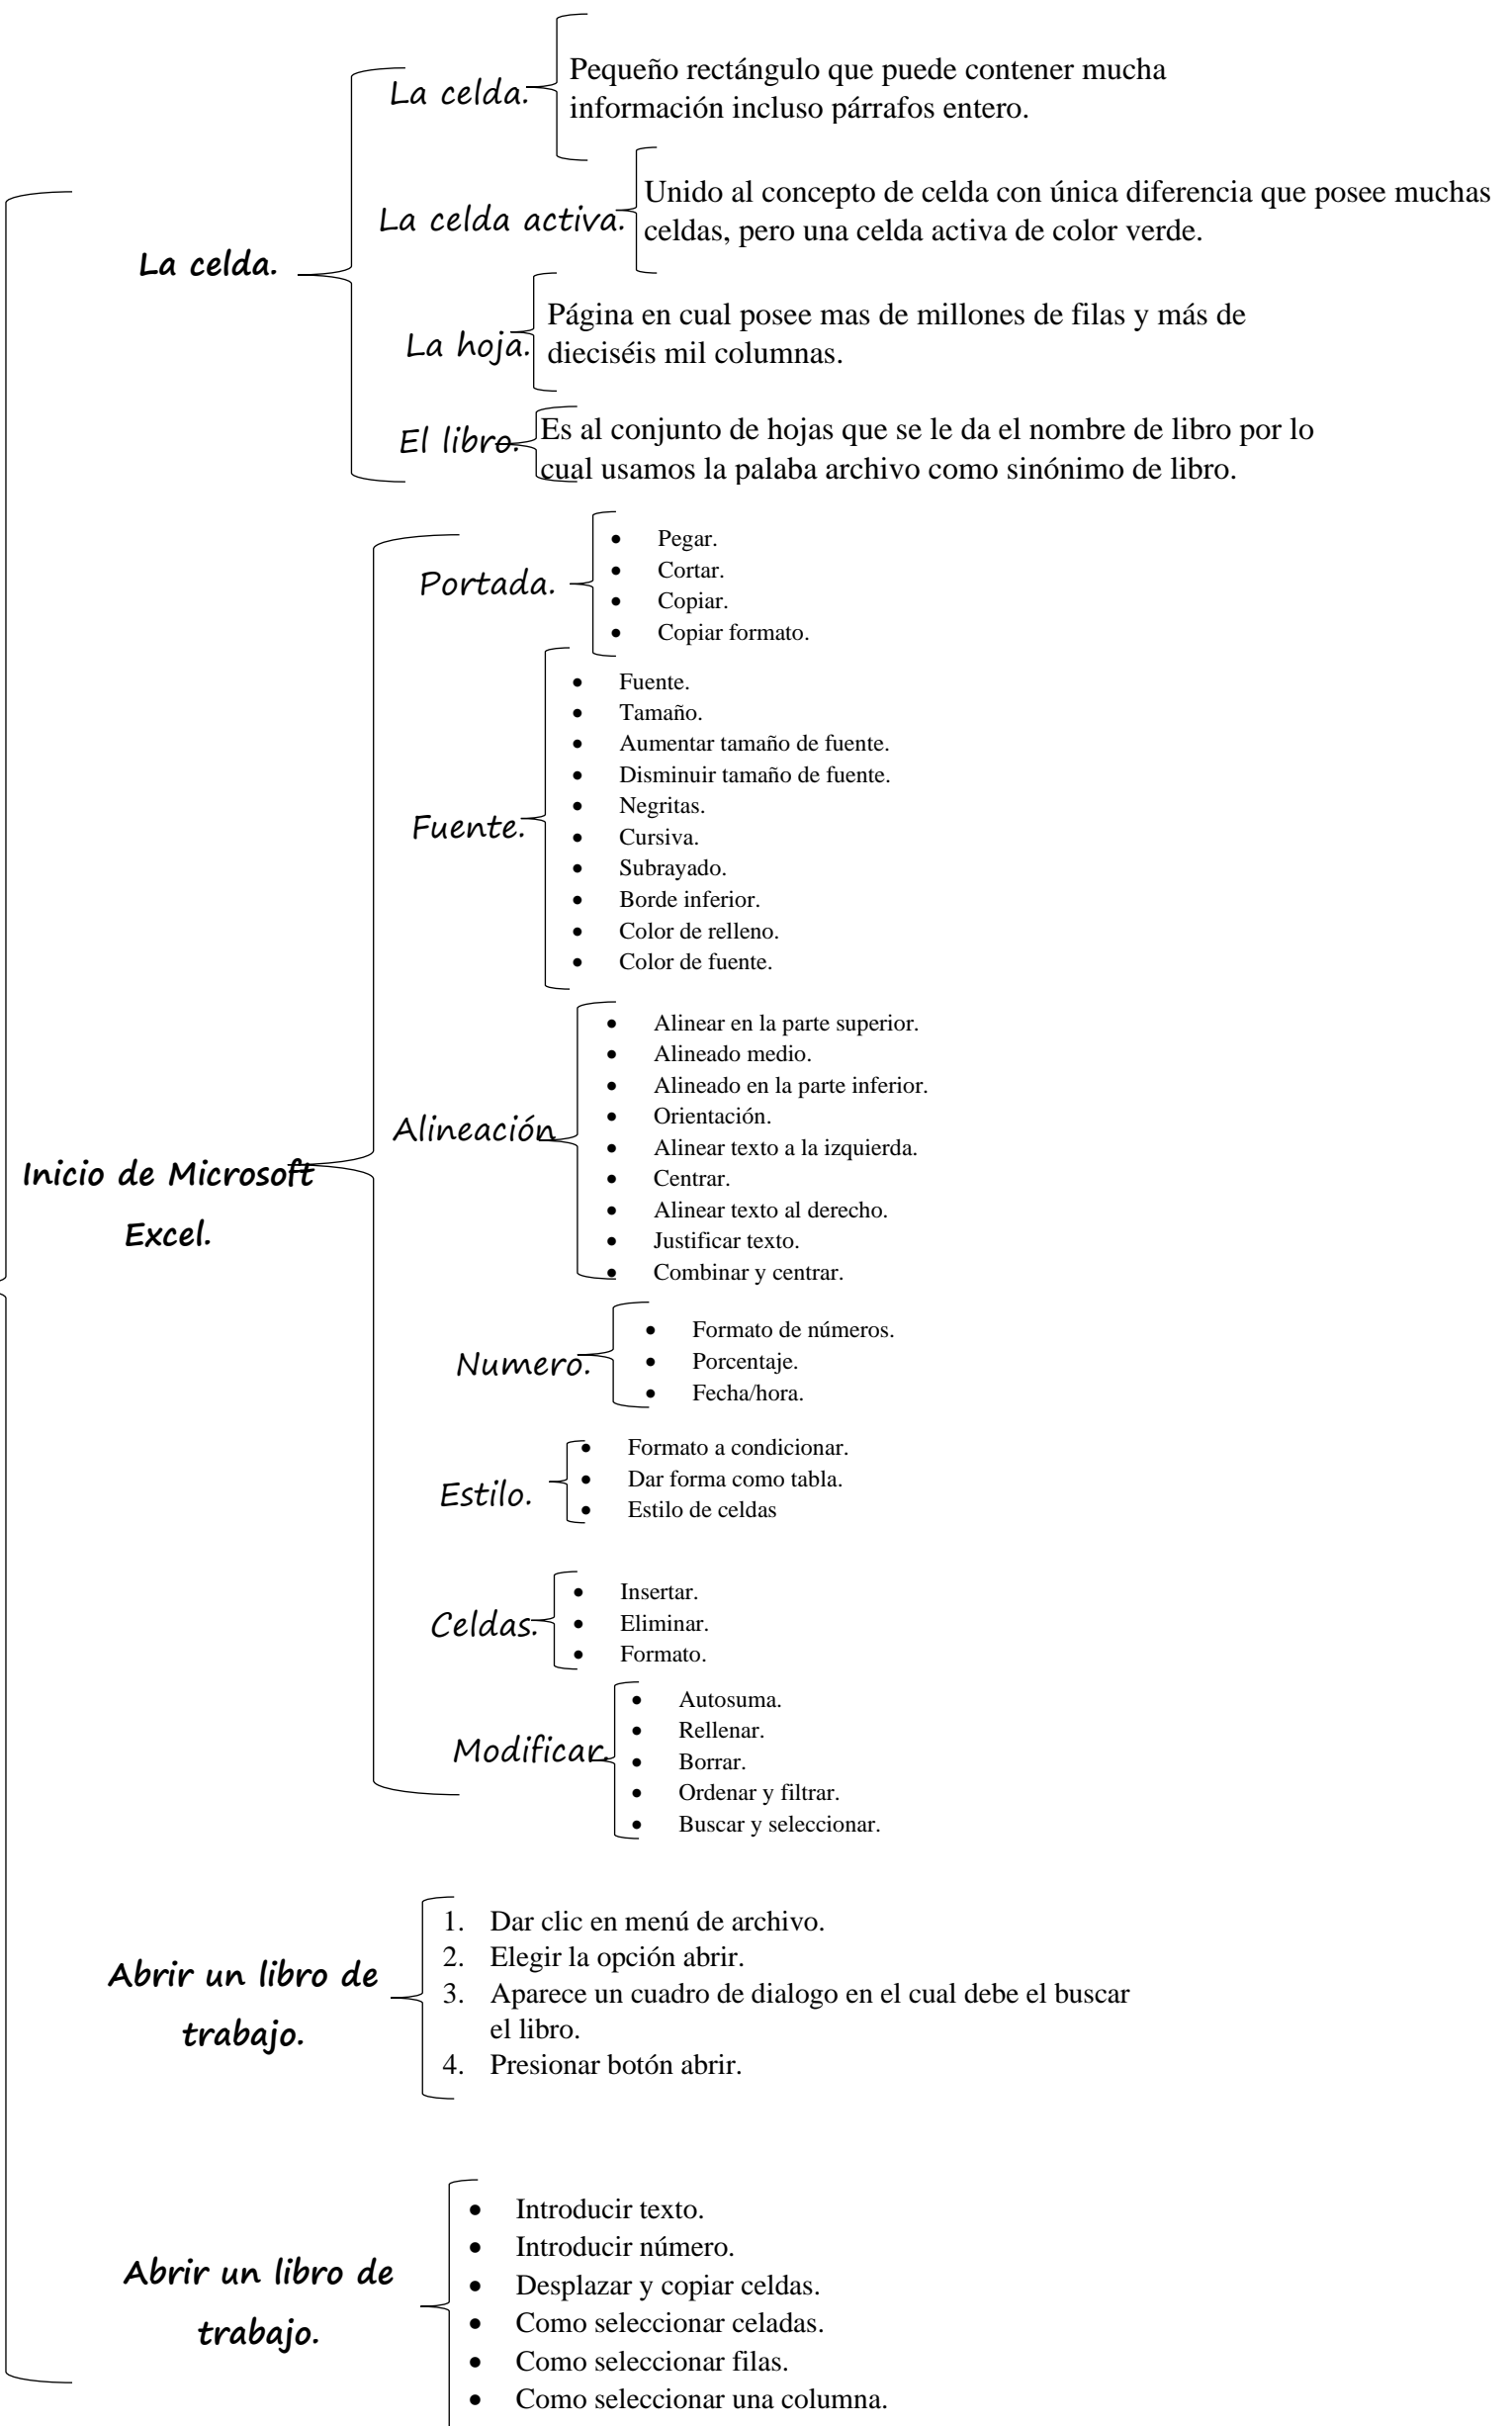 La celda.
La celda.
Pequeño rectángulo que puede contener mucha
información incluso párrafos entero.
La celda activa.
Unido al concepto de celda con única diferencia que posee muchas
celdas, pero una celda activa de color verde.
La hoja.
Página en cual posee mas de millones de filas y más de
dieciséis mil columnas.
El libro.
Es al conjunto de hojas que se le da el nombre de libro por lo
cual usamos la palaba archivo como sinónimo de libro.
Inicio de Microsoft
Excel.
Portada.
• Pegar.
• Cortar.
• Copiar.
• Copiar formato.
Fuente.
• Fuente.
• Tamaño.
• Aumentar tamaño de fuente.
• Disminuir tamaño de fuente.
• Negritas.
• Cursiva.
• Subrayado.
• Borde inferior.
• Color de relleno.
• Color de fuente.
Alineación
• Alinear en la parte superior.
• Alineado medio.
• Alineado en la parte inferior.
• Orientación.
• Alinear texto a la izquierda.
• Centrar.
• Alinear texto al derecho.
• Justificar texto.
• Combinar y centrar.
Numero.
• Formato de números.
• Porcentaje.
• Fecha/hora.
Estilo.
• Formato a condicionar.
• Dar forma como tabla.
• Estilo de celdas
Celdas.
• Insertar.
• Eliminar.
• Formato.
Modificar.
• Autosuma.
• Rellenar.
• Borrar.
• Ordenar y filtrar.
• Buscar y seleccionar.
Abrir un libro de
trabajo.
1. Dar clic en menú de archivo.
2. Elegir la opción abrir.
3. Aparece un cuadro de dialogo en el cual debe el buscar
el libro.
4. Presionar botón abrir.
Abrir un libro de
trabajo.
• Introducir texto.
• Introducir número.
• Desplazar y copiar celdas.
• Como seleccionar celadas.
• Como seleccionar filas.
• Como seleccionar una columna.